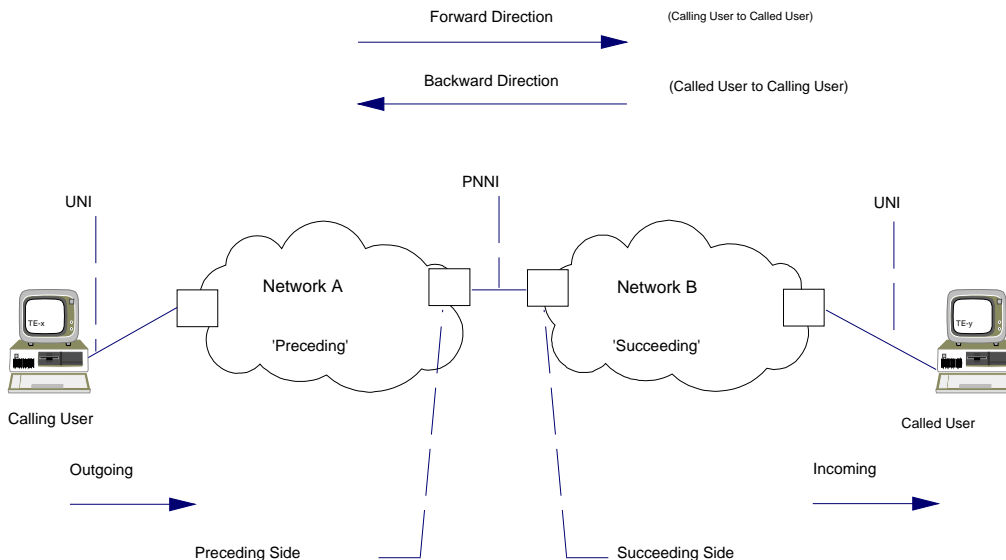 Forward Direction
(Calling User to Called User)
Backward Direction
(Called User to Calling User)
PNNI
UNI
UNI
Network A
Network B
TE-x
TE-y
'Preceding'
'Succeeding'
Calling User
Called User
Outgoing
Incoming
Preceding Side
Succeeding Side